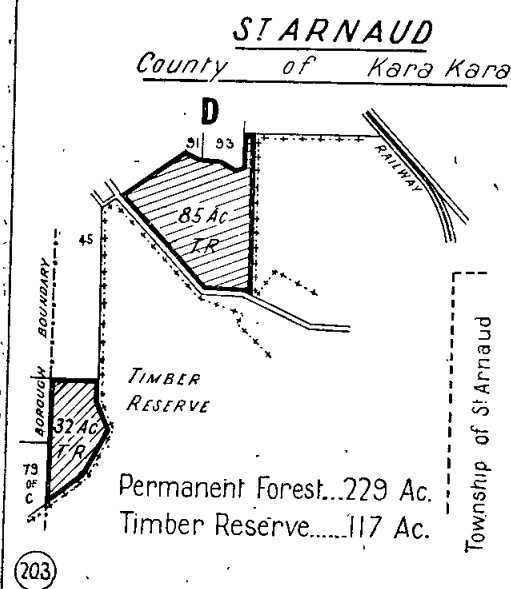 St ARNAUD
County of Kara Kara
D
91 93
RAILWAY
85 Ac
T.R
45
BOROUGH BOUNDARY
TIMBER
RESERVE
32 Ac
T.R
79
OF
C
Township of St Arnaud
Permanent Forest...229 Ac.
Timber Reserve......117 Ac.
203